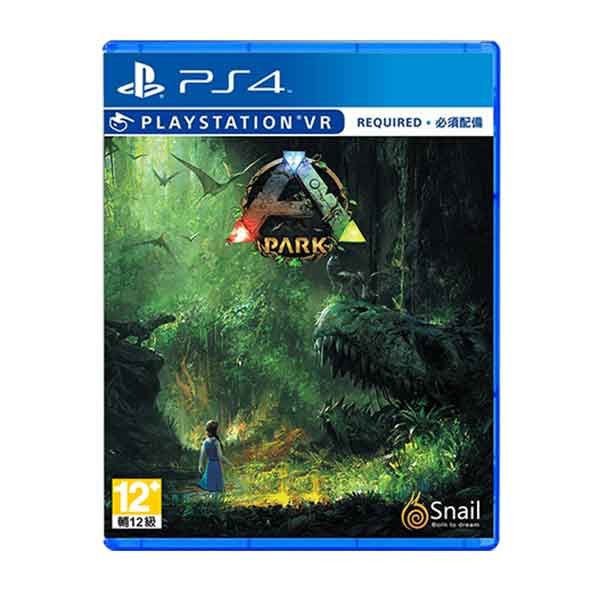 PS4
PLAYSTATION®VR
REQUIRED・必須配備
PARK
12+
輔12級
Snail
Born to dream